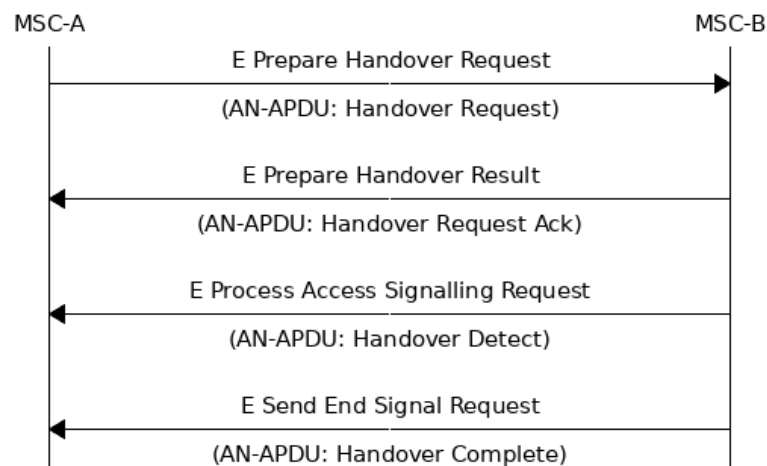 MSC-A MSC-B
E Prepare Handover Request
(AN-APDU: Handover Request)
E Prepare Handover Result
(AN-APDU: Handover Request Ack)
E Process Access Signalling Request
(AN-APDU: Handover Detect)
E Send End Signal Request
(AN-APDU: Handover Complete)